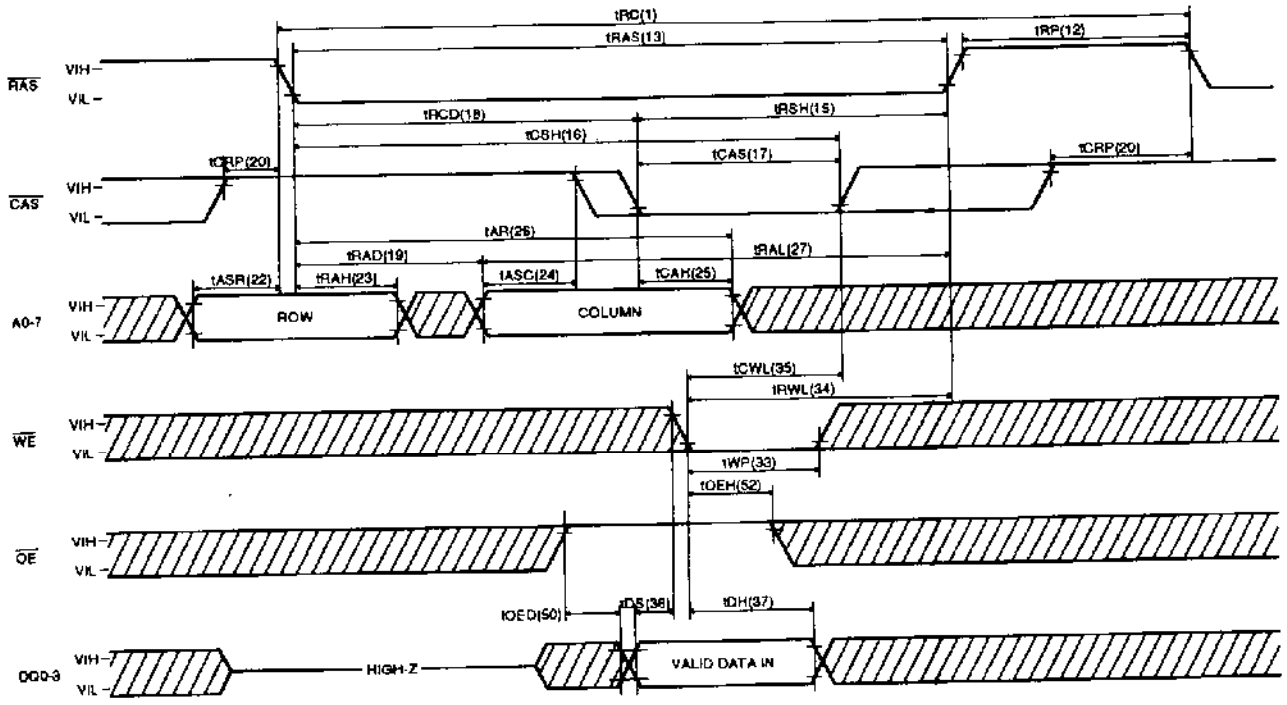 tRC(1)
tRAS(13)
tRP(12)
RAS
VIH
VIL
tRCD(18)
tRSH(15)
tCSH(16)
tCRP(20)
tCAS(17)
tCRP(20)
CAS
VIH
VIL
tAR(26)
tRAD(19)
tRAL(27)
tASR(22)
tRAH(23)
tASC(24)
tCAH(25)
A0-7
VIH
VIL
ROW
COLUMN
tCWL(35)
tRWL(34)
WE
VIH
VIL
tWP(33)
tOEH(52)
OE
VIH
VIL
tOED(50)
tDS(36)
tDH(37)
DQ0-3
VIH
VIL
HIGH-Z
VALID DATA IN